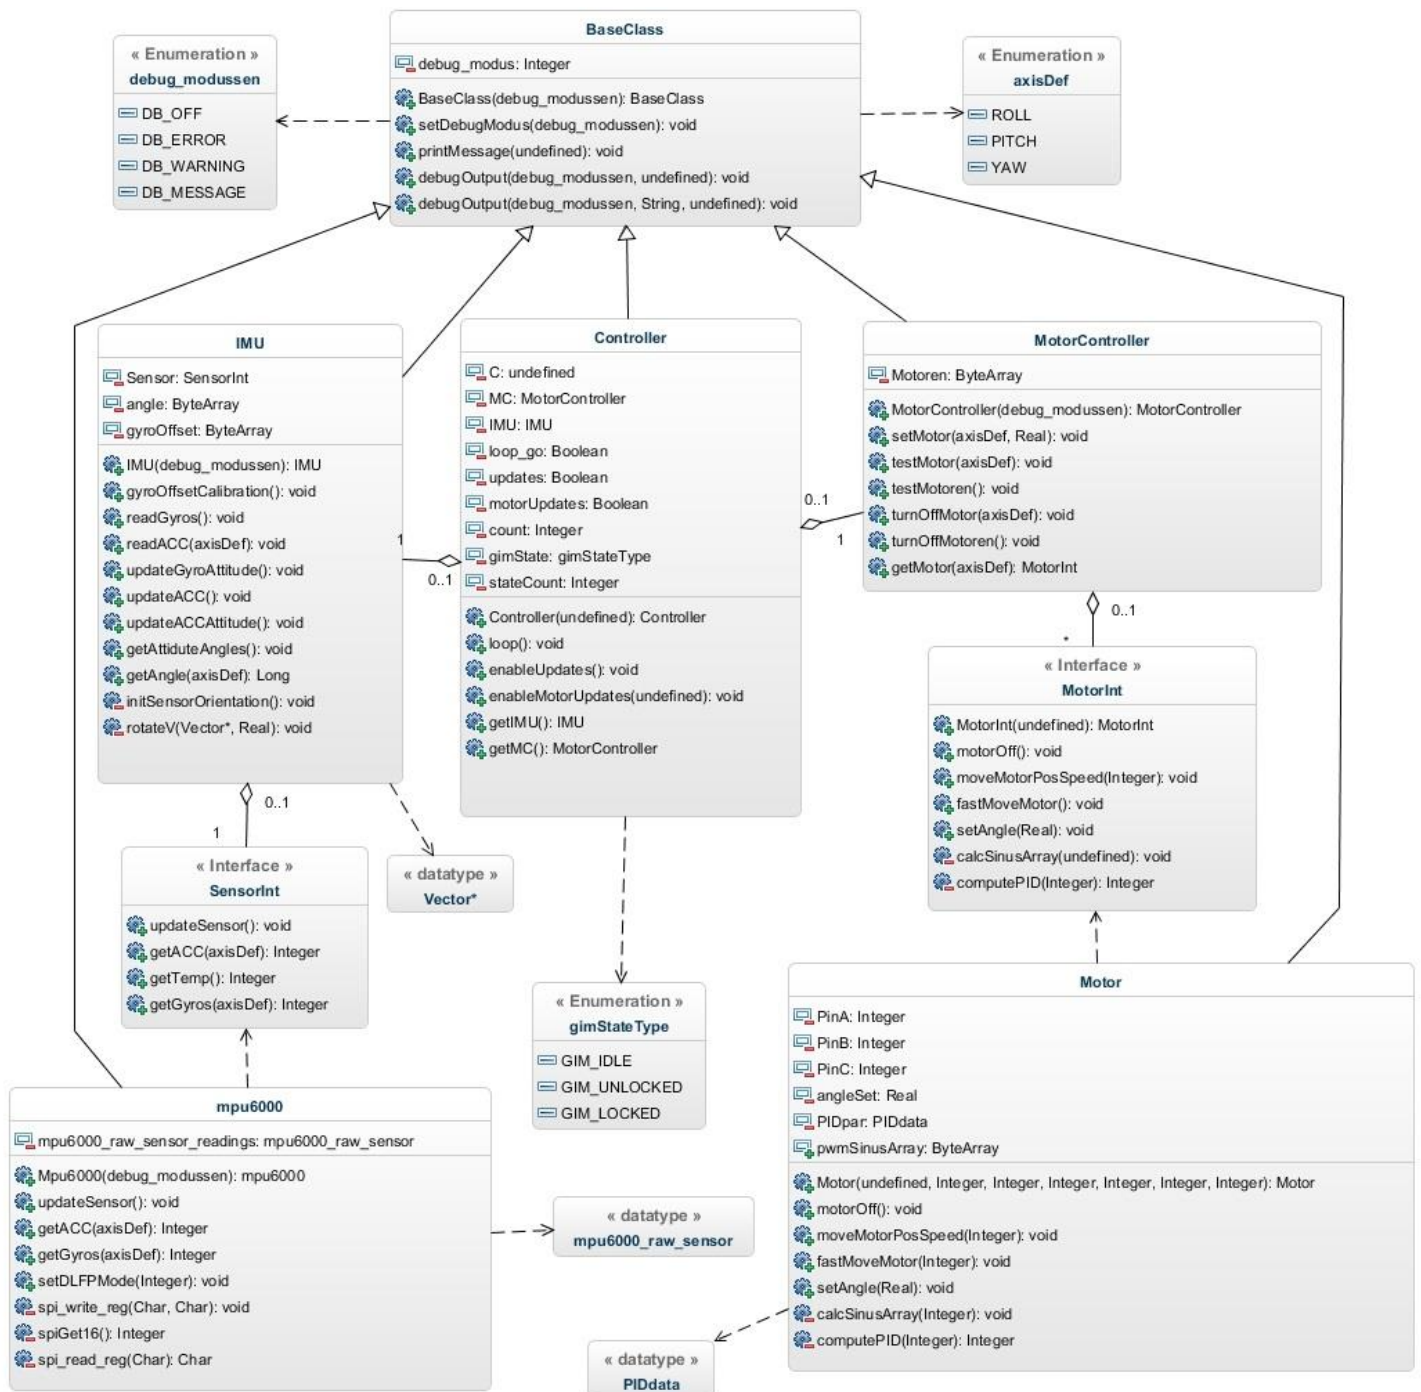 BaseClass
debug_modus: Integer
BaseClass(debug_modussen): BaseClass
setDebugModus(debug_modussen): void
printMessage(undefined): void
debugOutput(debug_modussen, undefined): void
debugOutput(debug_modussen, String, undefined): void
« Enumeration »
debug_modussen
DB_OFF
DB_ERROR
DB_WARNING
DB_MESSAGE
« Enumeration »
axisDef
ROLL
PITCH
YAW
IMU
Sensor: SensorInt
angle: ByteArray
gyroOffset: ByteArray
IMU(debug_modussen): IMU
gyroOffsetCalibration(): void
readGyros(): void
readACC(axisDef): void
updateGyroAttitude(): void
updateACC(): void
updateACCAttitude(): void
getAttiduteAngles(): void
getAngle(axisDef): Long
initSensorOrientation(): void
rotateV(Vector*, Real): void
1
0..1
Controller
C: undefined
MC: MotorController
IMU: IMU
loop_go: Boolean
updates: Boolean
motorUpdates: Boolean
count: Integer
gimState: gimStateType
stateCount: Integer
Controller(undefined): Controller
loop(): void
enableUpdates(): void
enableMotorUpdates(undefined): void
getIMU(): IMU
getMC(): MotorController
0..1
1
MotorController
Motoren: ByteArray
MotorController(debug_modussen): MotorController
setMotor(axisDef, Real): void
testMotor(axisDef): void
testMotoren(): void
turnOffMotor(axisDef): void
turnOffMotoren(): void
getMotor(axisDef): MotorInt
0..1
*
« Interface »
MotorInt
MotorInt(undefined): MotorInt
motorOff(): void
moveMotorPosSpeed(Integer): void
fastMoveMotor(): void
setAngle(Real): void
calcSinusArray(undefined): void
computePID(Integer): Integer
0..1
1
« Interface »
SensorInt
updateSensor(): void
getACC(axisDef): Integer
getTemp(): Integer
getGyros(axisDef): Integer
« datatype »
Vector*
« Enumeration »
gimStateType
GIM_IDLE
GIM_UNLOCKED
GIM_LOCKED
Motor
PinA: Integer
PinB: Integer
PinC: Integer
angleSet: Real
PIDpar: PIDdata
pwmSinusArray: ByteArray
Motor(undefined, Integer, Integer, Integer, Integer, Integer, Integer): Motor
motorOff(): void
moveMotorPosSpeed(Integer): void
fastMoveMotor(Integer): void
setAngle(Real): void
calcSinusArray(Integer): void
computePID(Integer): Integer
mpu6000
mpu6000_raw_sensor_readings: mpu6000_raw_sensor
Mpu6000(debug_modussen): mpu6000
updateSensor(): void
getACC(axisDef): Integer
getGyros(axisDef): Integer
setDLFPMode(Integer): void
spi_write_reg(Char, Char): void
spiGet16(): Integer
spi_read_reg(Char): Char
« datatype »
mpu6000_raw_sensor
« datatype »
PIDdata